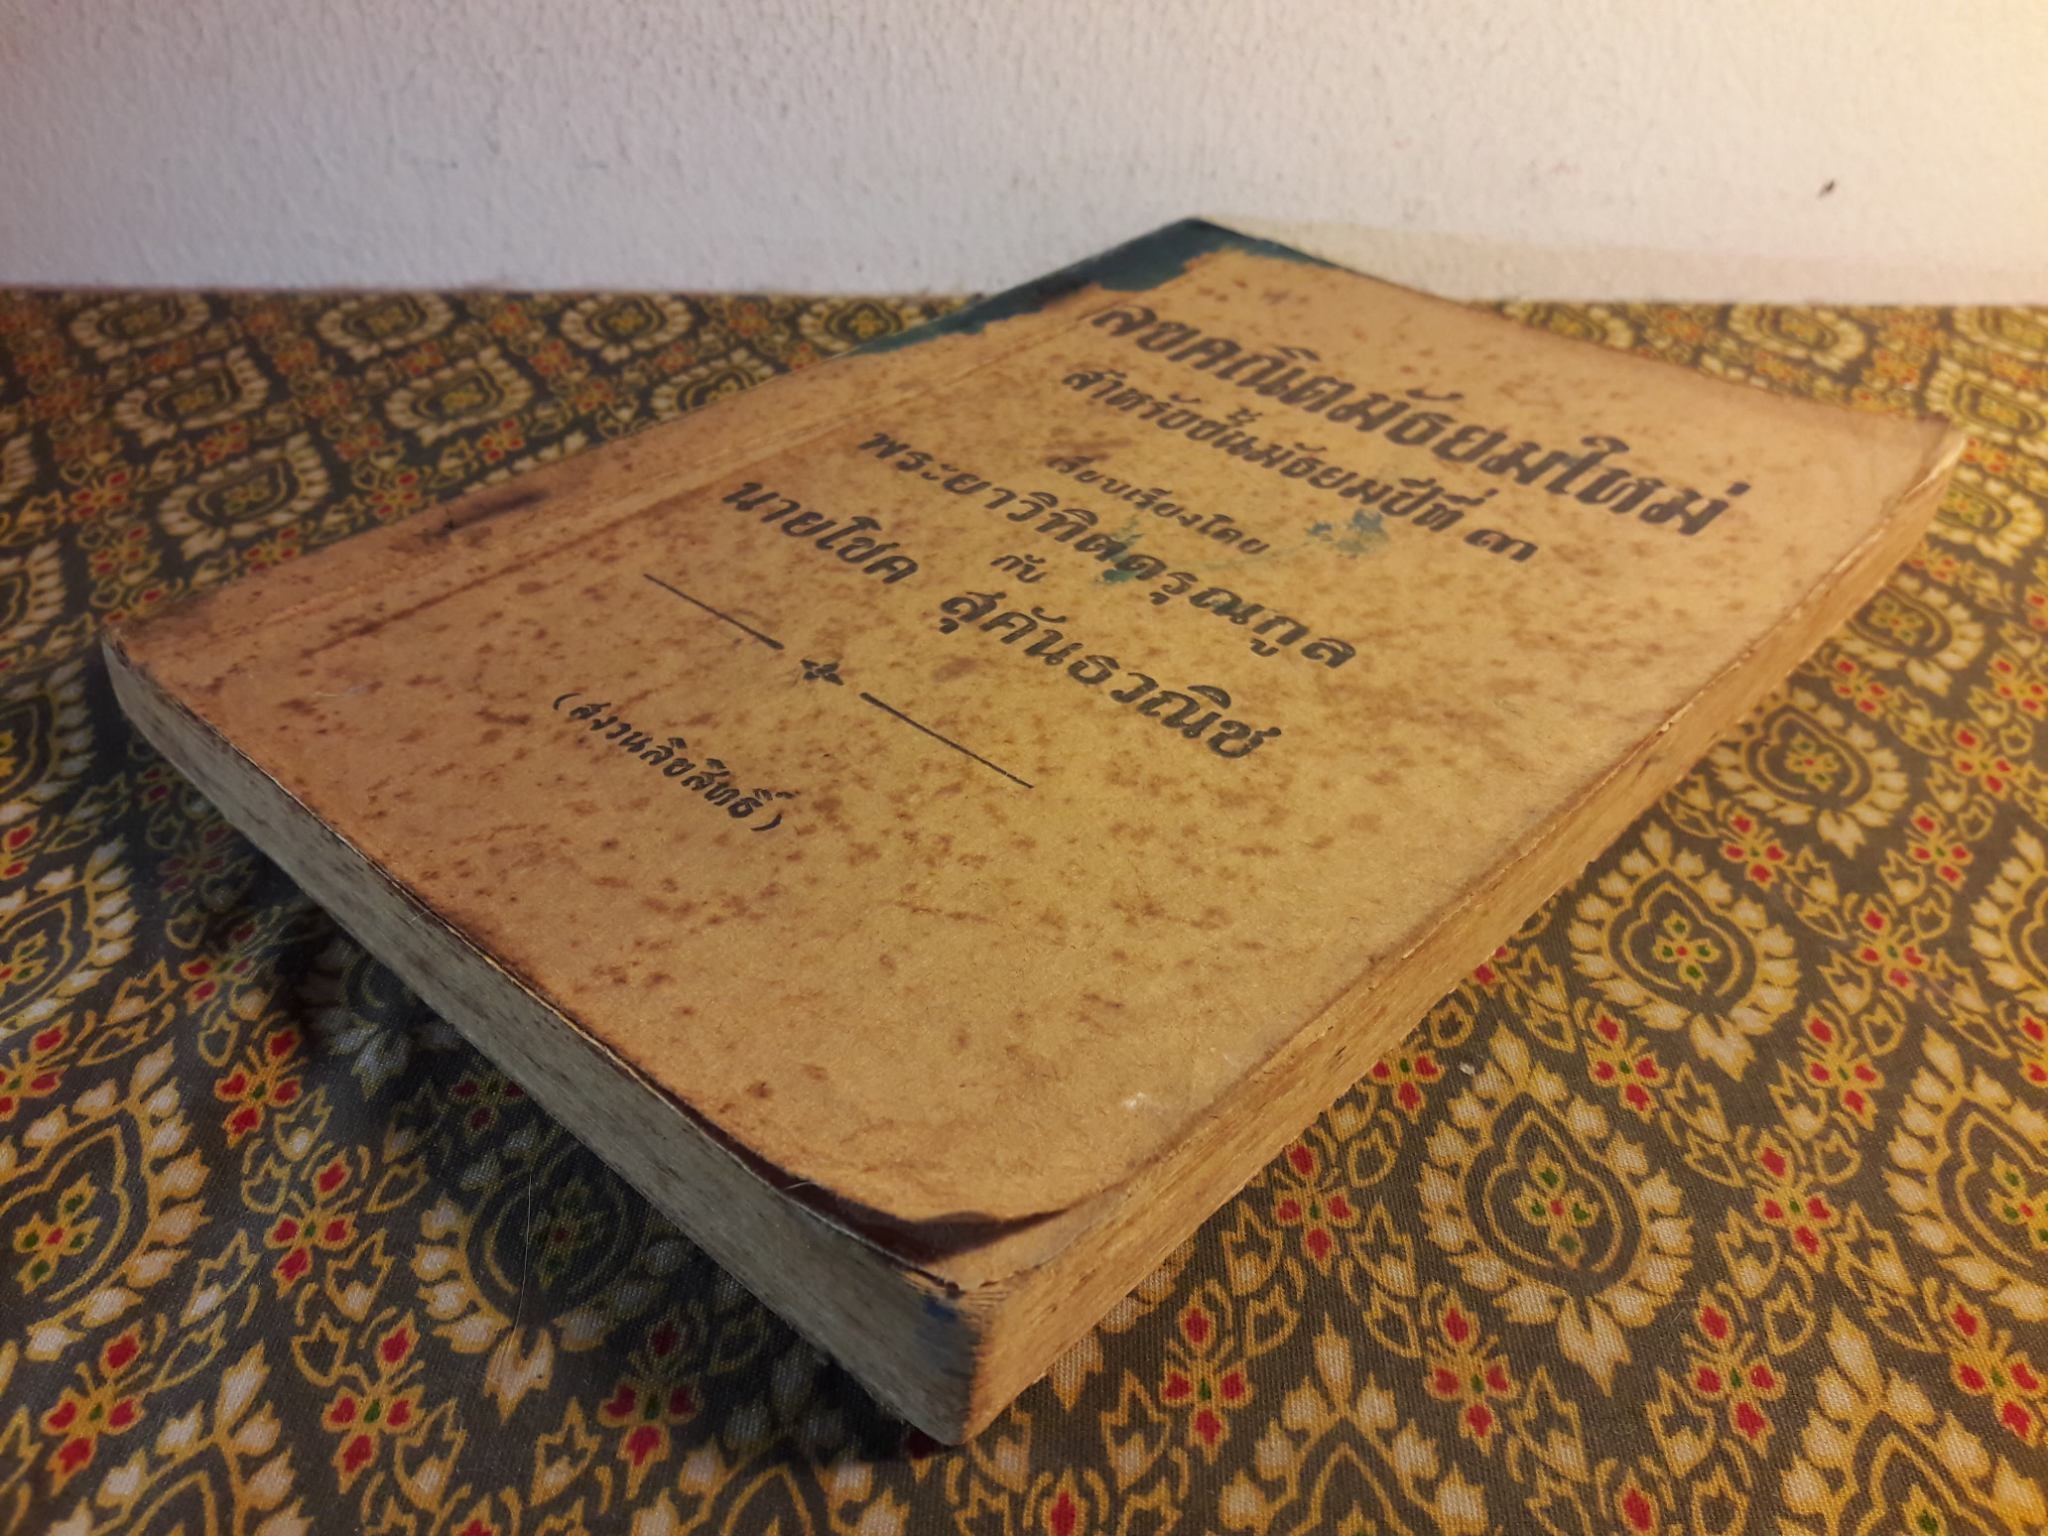 เลขคณิตมัธยมใหม่
สำหรับชั้นมัธยมปีที่ ๓
เรียบเรียงโดย
พระยาวิทิตดรุณกูล
กับ
นายโชค สุคันธวณิช
(สงวนลิขสิทธิ์)